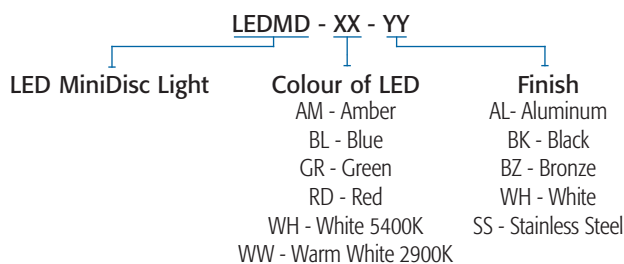 LEDMD - XX - YY
LED MiniDisc Light
Colour of LED
AM - Amber
BL - Blue
GR - Green
RD - Red
WH - White 5400K
WW - Warm White 2900K
Finish
AL- Aluminum
BK - Black
BZ - Bronze
WH - White
SS - Stainless Steel